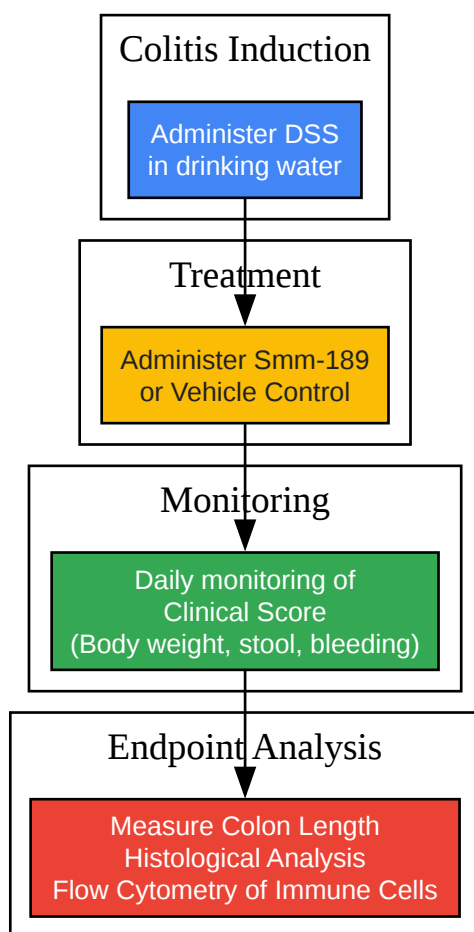 Colitis Induction
Administer DSS
in drinking water
Treatment
Administer Smm-189
or Vehicle Control
Monitoring
Daily monitoring of
Clinical Score
(Body weight, stool, bleeding)
Endpoint Analysis
Measure Colon Length
Histological Analysis
Flow Cytometry of Immune Cells